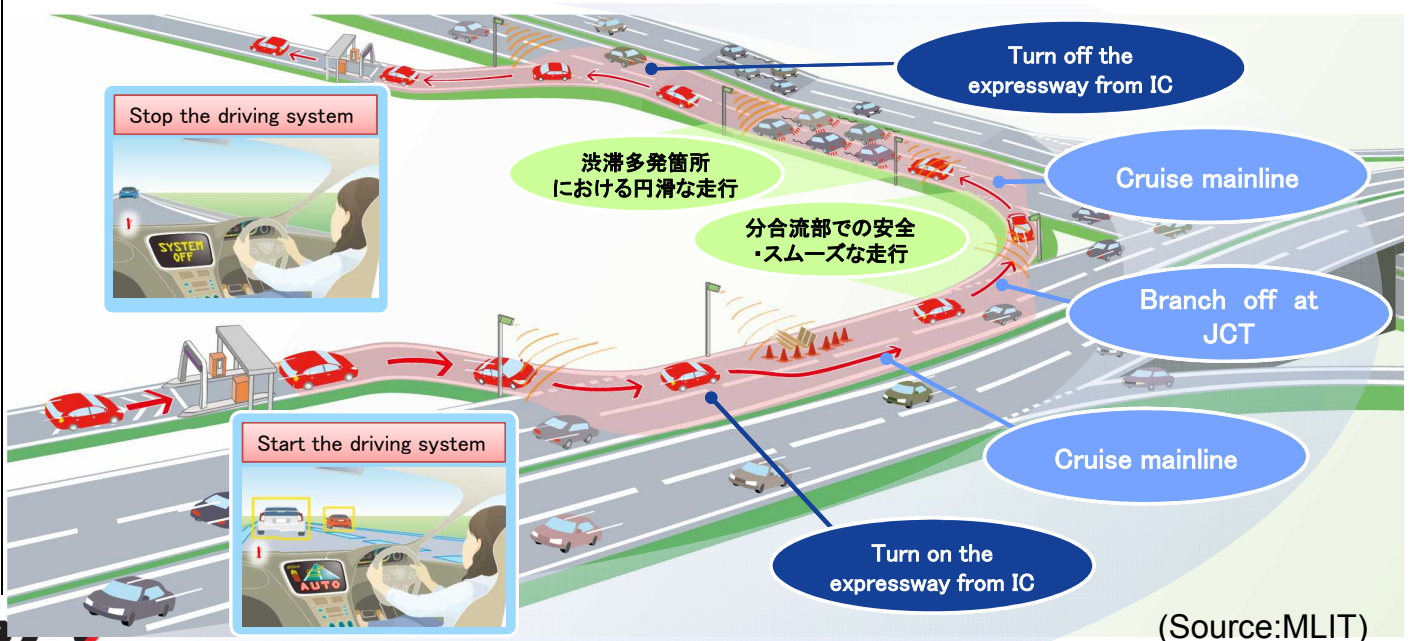 Turn off the
expressway from IC
Stop the driving system
渋滞多発箇所
における円滑な走行
Cruise mainline
分合流部での安全
・スムーズな走行
SYSTEM
OFF
Branch off at
JCT
Start the driving system
Cruise mainline
AUTO
Turn on the
expressway from IC
(Source:MLIT)